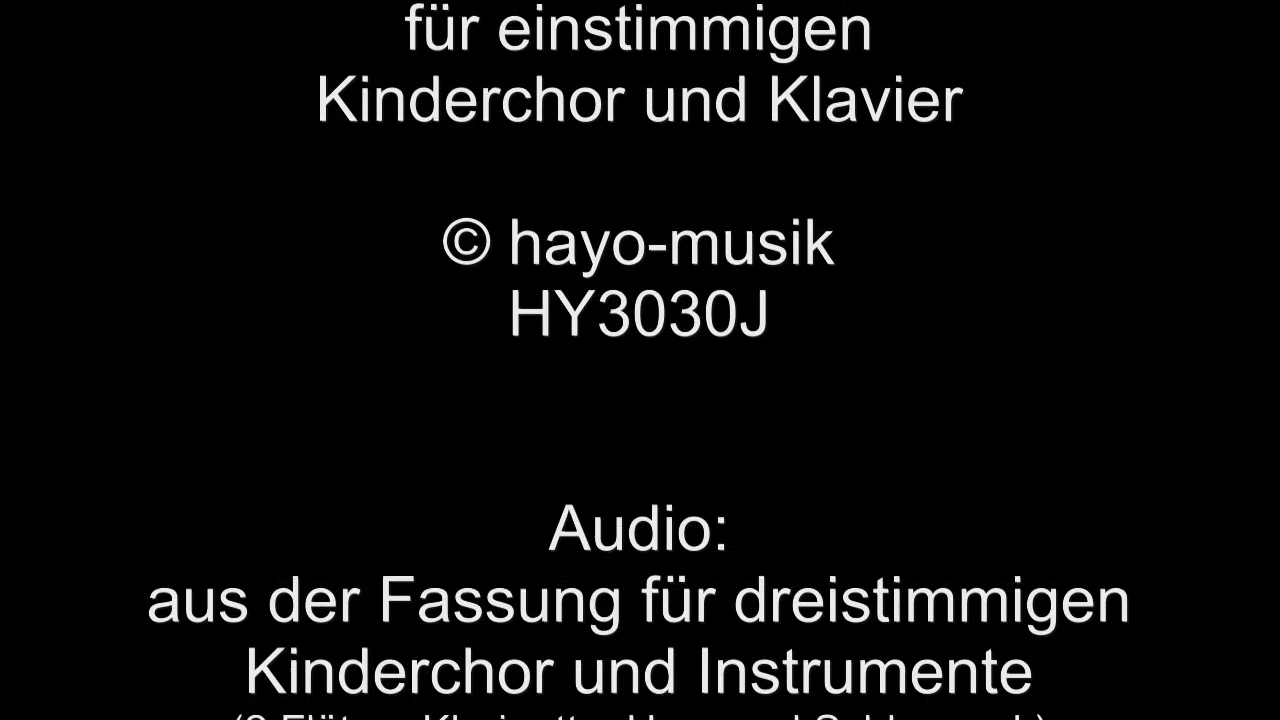 für einstimmigen
Kinderchor und Klavier
© hayo-musik
HY3030J
Audio:
aus der Fassung für dreistimmigen
Kinderchor und Instrumente